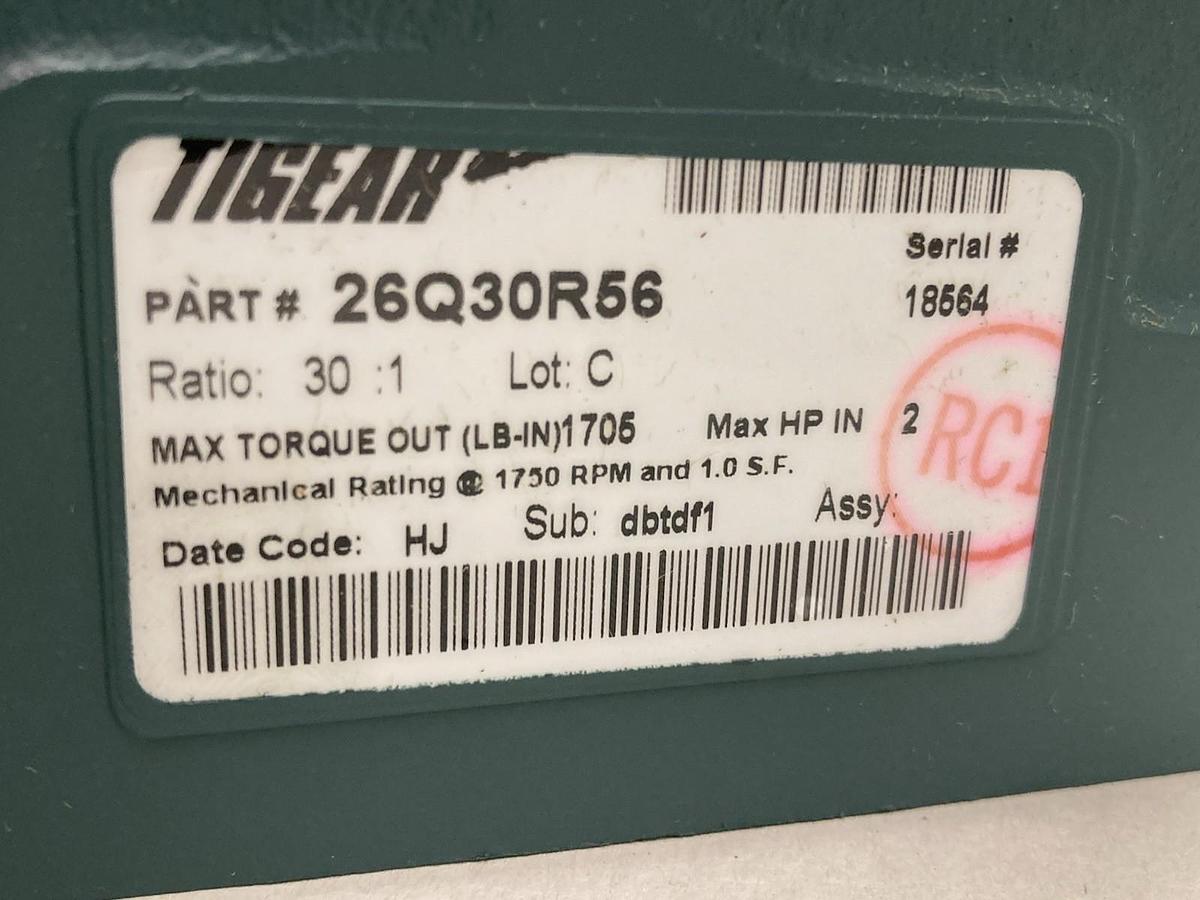 TIGEAR
Serial #
PART # 26Q30R56
18564
Ratio: 30 :1 Lot: C
MAX TORQUE OUT (LB-IN)1705 Max HP IN 2
RC1
Mechanical Rating @ 1750 RPM and 1.0 S.F.
Date Code: HJ Sub: dbtdf1 Assy: